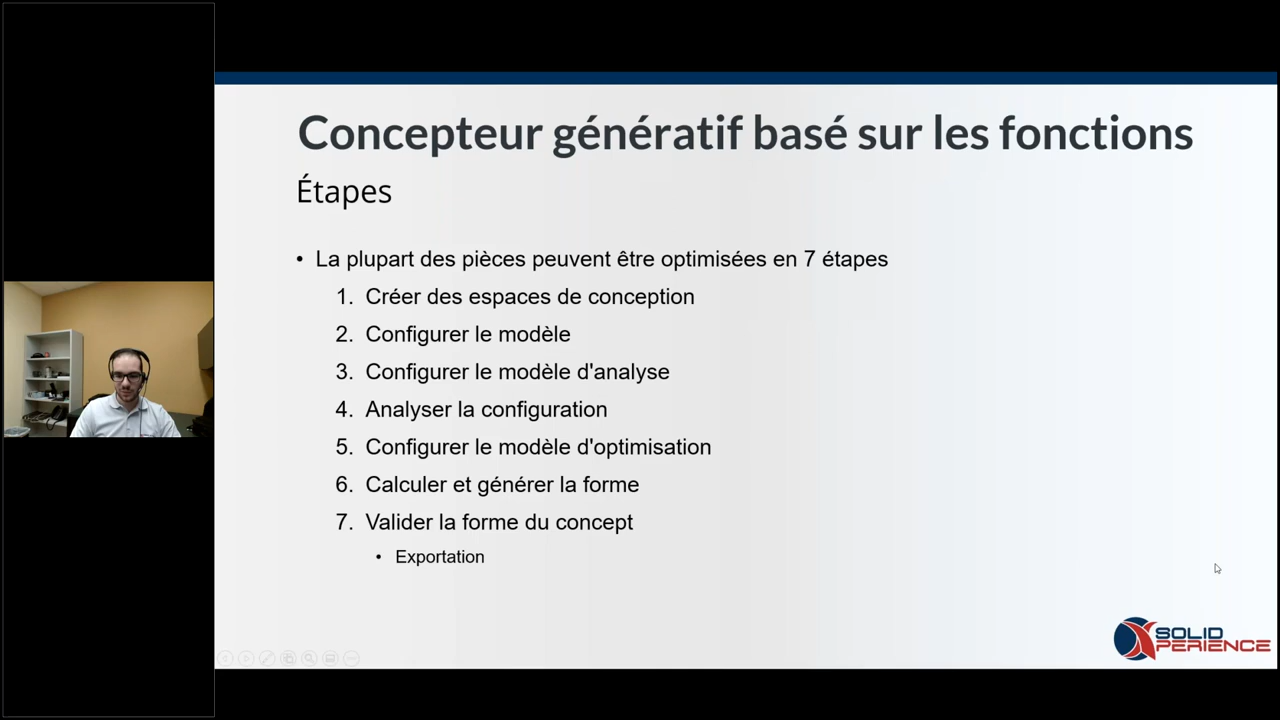 Concepteur génératif basé sur les fonctions
Étapes
• La plupart des pièces peuvent être optimisées en 7 étapes
1. Créer des espaces de conception
2. Configurer le modèle
3. Configurer le modèle d'analyse
4. Analyser la configuration
5. Configurer le modèle d'optimisation
6. Calculer et générer la forme
7. Valider la forme du concept
• Exportation
SOLID
XPERIENCE